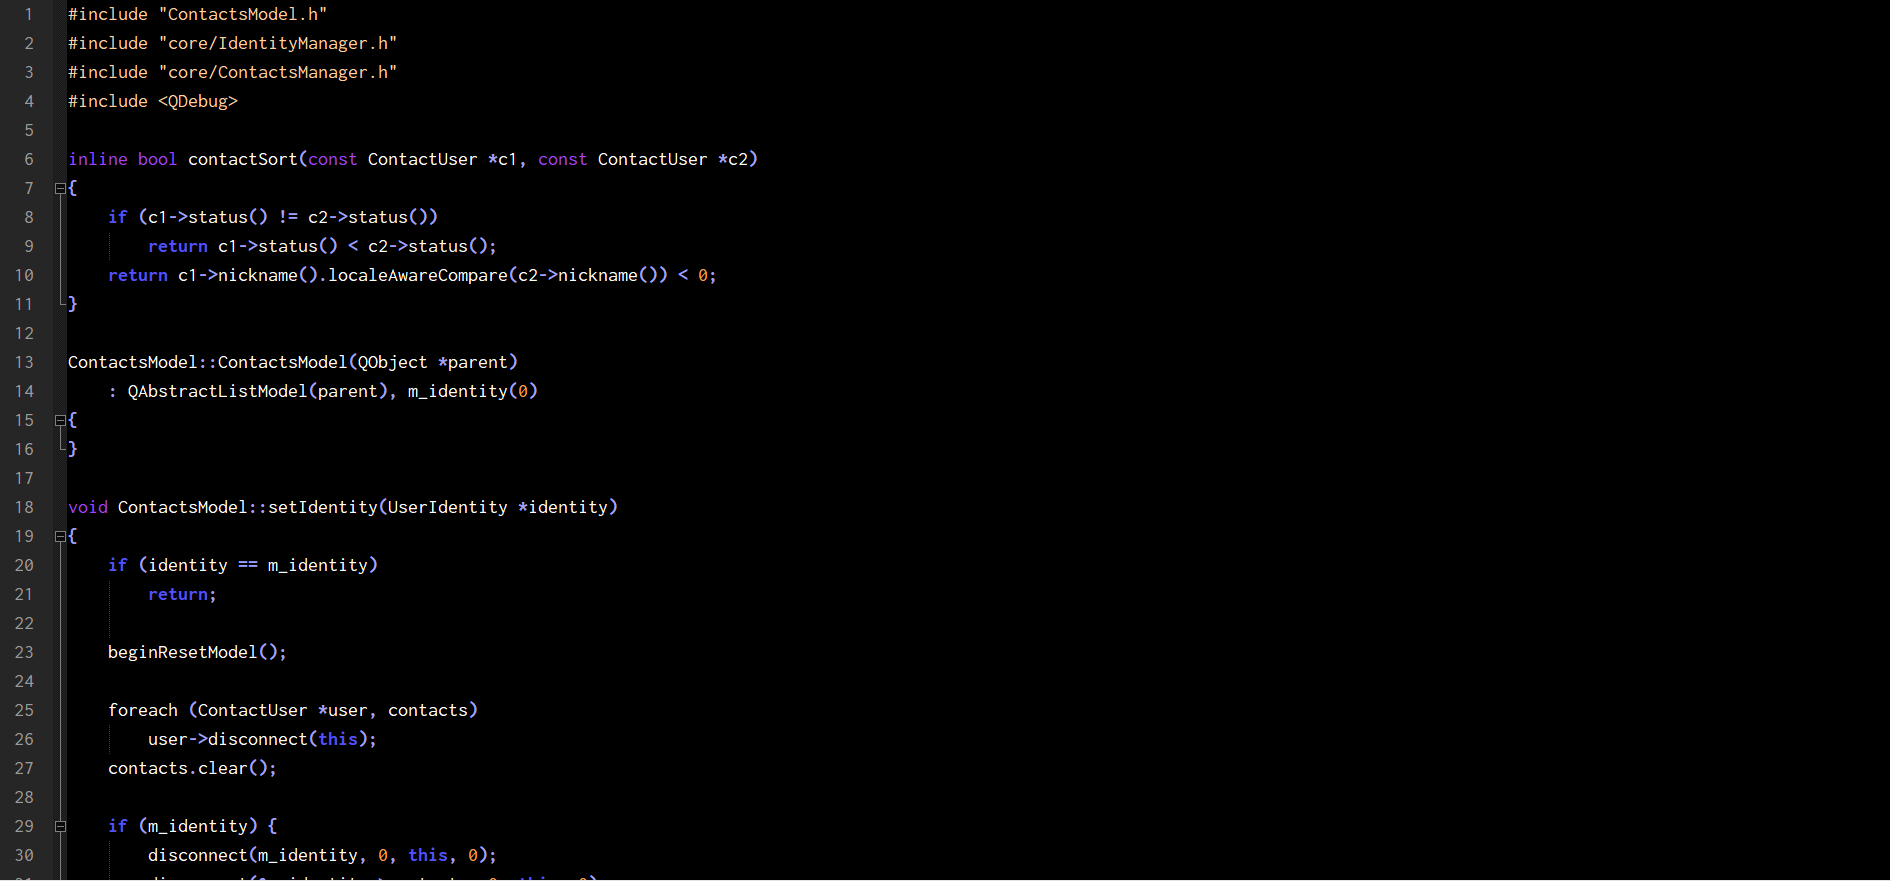 1 #include "ContactsModel.h"
2 #include "core/IdentityManager.h"
3 #include "core/ContactsManager.h"
4 #include <QDebug>
5
6 inline bool contactSort(const ContactUser *c1, const ContactUser *c2)
7 {
8     if (c1->status() != c2->status())
9         return c1->status() < c2->status();
10     return c1->nickname().localeAwareCompare(c2->nickname()) < 0;
11 }
12
13 ContactsModel::ContactsModel(QObject *parent)
14     : QAbstractListModel(parent), m_identity(0)
15 {
16 }
17
18 void ContactsModel::setIdentity(UserIdentity *identity)
19 {
20     if (identity == m_identity)
21         return;
22
23     beginResetModel();
24
25     foreach (ContactUser *user, contacts)
26         user->disconnect(this);
27     contacts.clear();
28
29     if (m_identity) {
30         disconnect(m_identity, 0, this, 0);